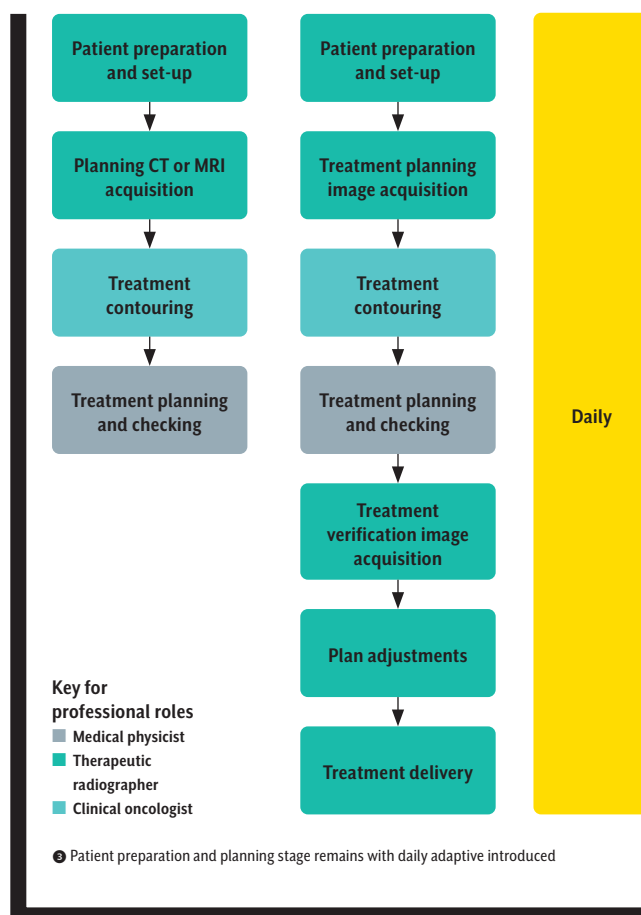 Patient preparation
and set-up
Planning CT or MRI
acquisition
Treatment
contouring
Treatment planning
and checking
Patient preparation
and set-up
Treatment planning
image acquisition
Treatment
contouring
Treatment planning
and checking
Treatment
verification image
acquisition
Plan adjustments
Treatment delivery
Daily
Key for
professional roles
Medical physicist
Therapeutic
radiographer
Clinical oncologist
❸ Patient preparation and planning stage remains with daily adaptive introduced